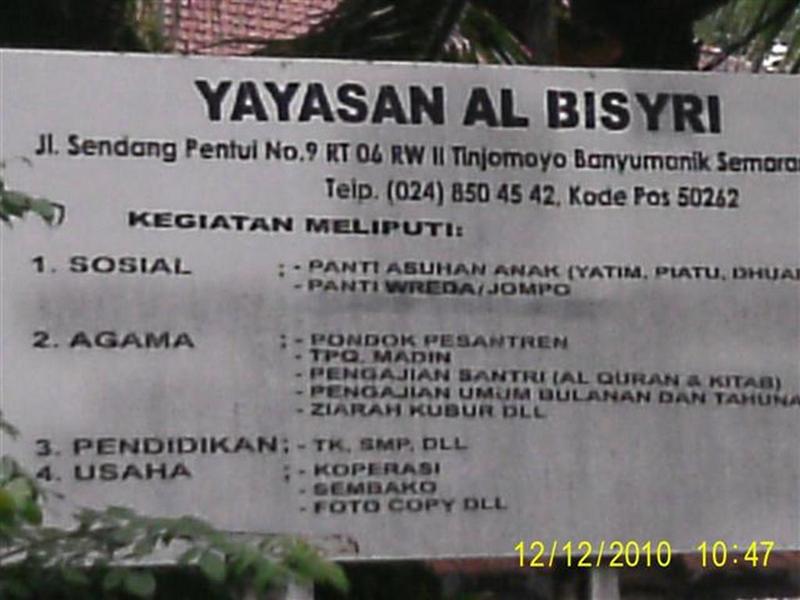 YAYASAN AL BISYRI
Jl. Sendang Pentul No.9 RT 06 RW II Tinjomoyo Banyumanik Semara
Telp. (024) 850 45 42, Kode Pos 50262
KEGIATAN MELIPUTI:
1. SOSIAL : - PANTI ASUHAN ANAK (YATIM, PIATU, DHUA
- PANTI WREDA/JOMPO
2. AGAMA : - PONDOK PESANTREN
- TPQ. MADIN
- PENGAJIAN SANTRI (AL QURAN & KITAB)
- PENGAJIAN UMUM BULANAN DAN TAHUNA
- ZIARAH KUBUR DLL
3. PENDIDIKAN : - TK, SMP, DLL
4. USAHA : - KOPERASI
- SEMBAKO
- FOTO COPY DLL
12/12/2010 10:47